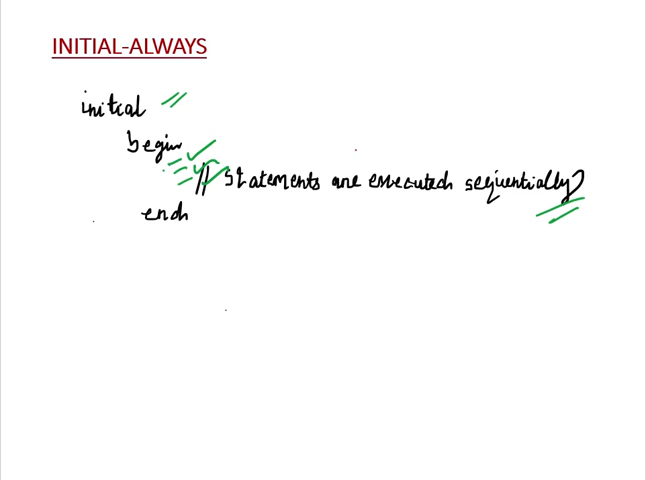 INITIAL-ALWAYS
initial
begin
// statements are executed sequentially
end